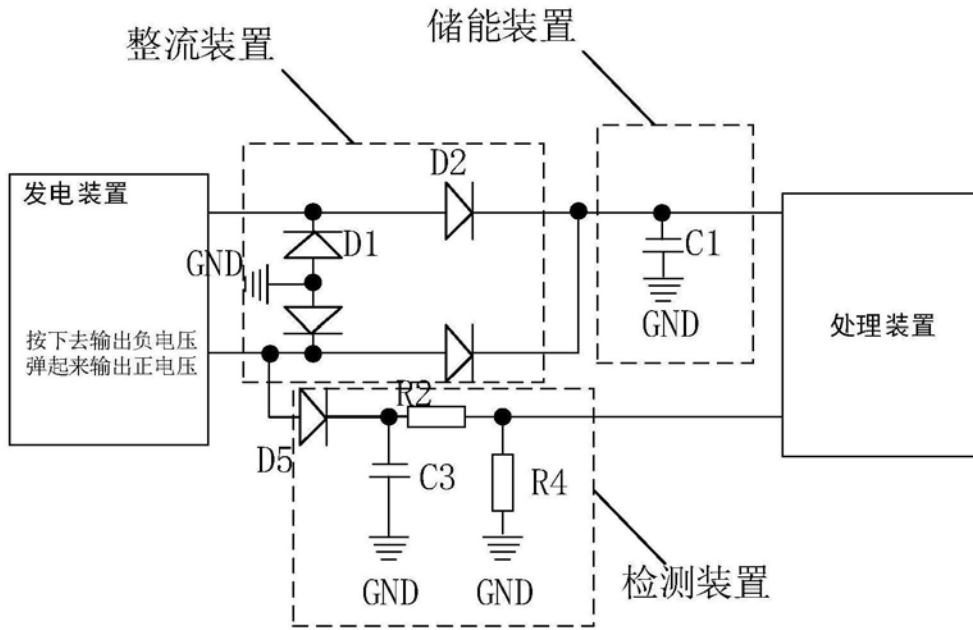 整流装置
储能装置
发电装置
D2
GND
D1
C1
GND
按下去输出负电压
弹起来输出正电压
处理装置
R2
D5
C3
R4
GND
GND
检测装置